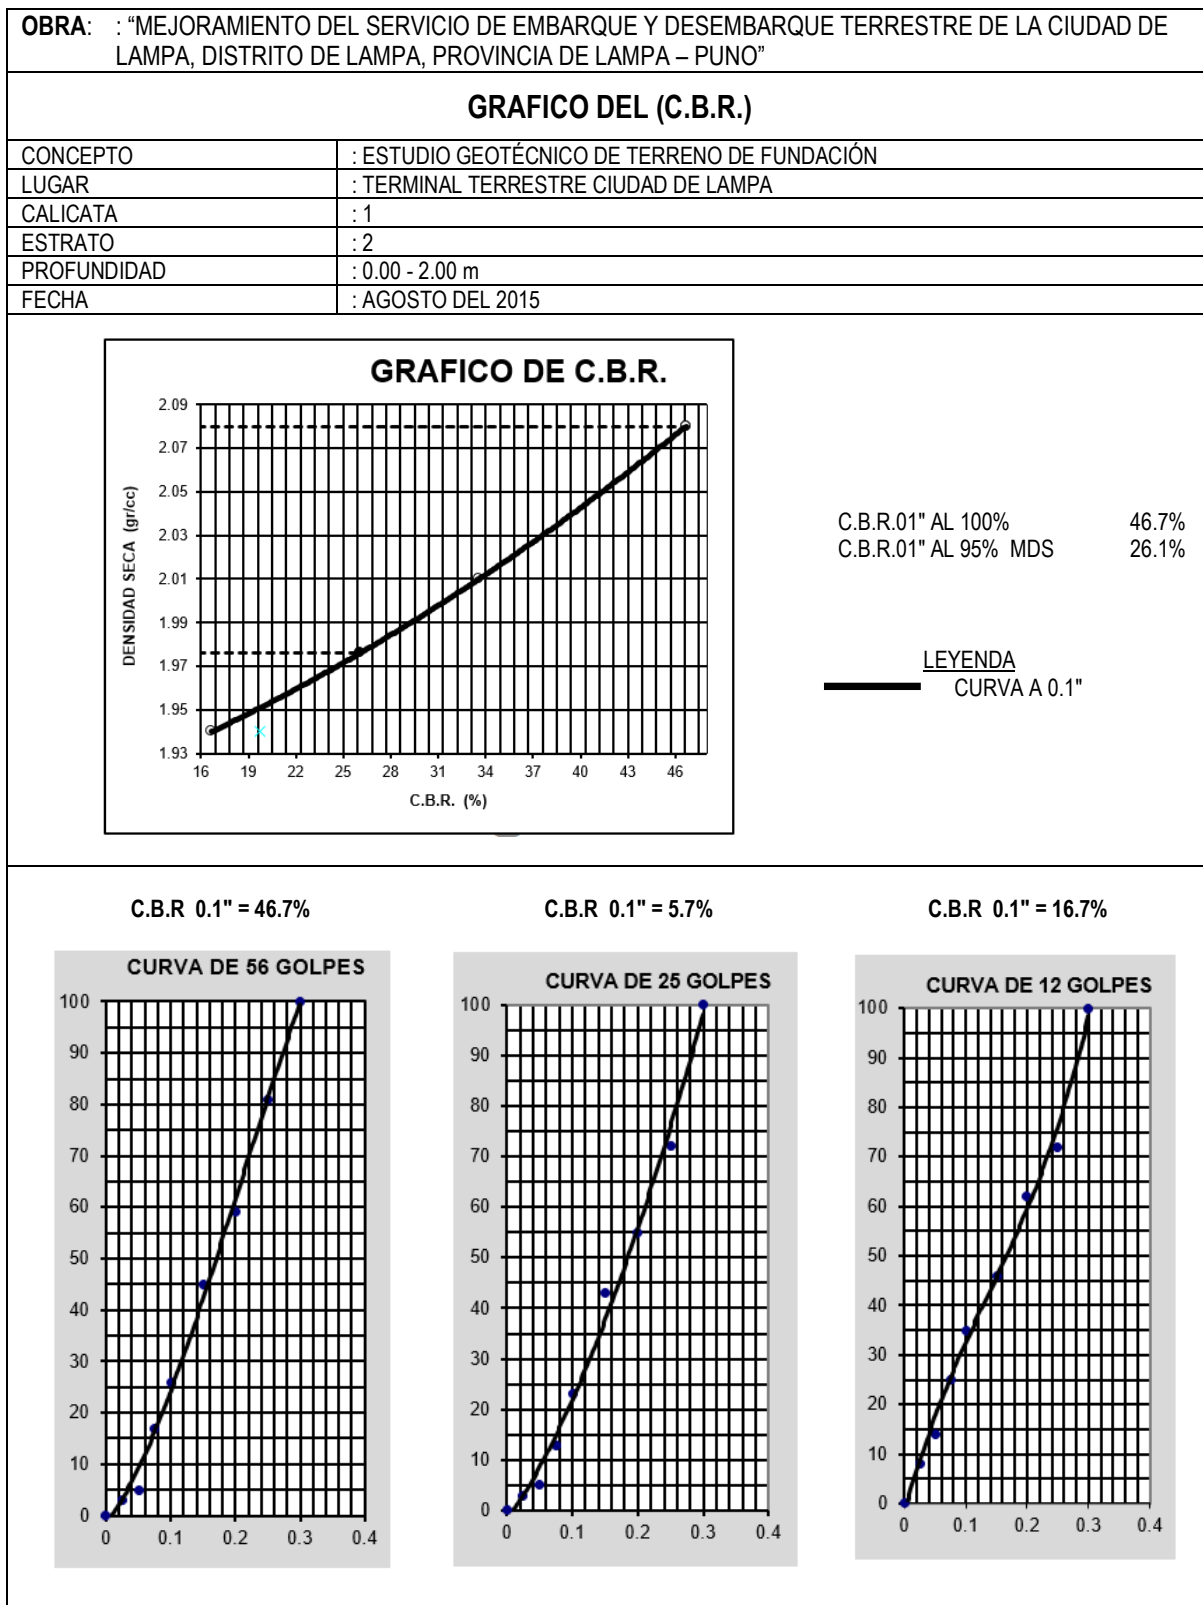 OBRA: : “MEJORAMIENTO DEL SERVICIO DE EMBARQUE Y DESEMBARQUE TERRESTRE DE LA CIUDAD DE
LAMPA, DISTRITO DE LAMPA, PROVINCIA DE LAMPA – PUNO”
GRAFICO DEL (C.B.R.)
CONCEPTO : ESTUDIO GEOTÉCNICO DE TERRENO DE FUNDACIÓN
LUGAR : TERMINAL TERRESTRE CIUDAD DE LAMPA
CALICATA : 1
ESTRATO : 2
PROFUNDIDAD : 0.00 - 2.00 m
FECHA : AGOSTO DEL 2015
GRAFICO DE C.B.R.
DENSIDAD SECA (gr/cc)
2.09
2.07
2.05
2.03
2.01
1.99
1.97
1.95
1.93
16 19 22 25 28 31 34 37 40 43 46
C.B.R. (%)
C.B.R.01" AL 100% 46.7%
C.B.R.01" AL 95% MDS 26.1%
LEYENDA
CURVA A 0.1"
C.B.R 0.1" = 46.7%
CURVA DE 56 GOLPES
100
90
80
70
60
50
40
30
20
10
0
0 0.1 0.2 0.3 0.4
C.B.R 0.1" = 5.7%
CURVA DE 25 GOLPES
100
90
80
70
60
50
40
30
20
10
0
0 0.1 0.2 0.3 0.4
C.B.R 0.1" = 16.7%
CURVA DE 12 GOLPES
100
90
80
70
60
50
40
30
20
10
0
0 0.1 0.2 0.3 0.4